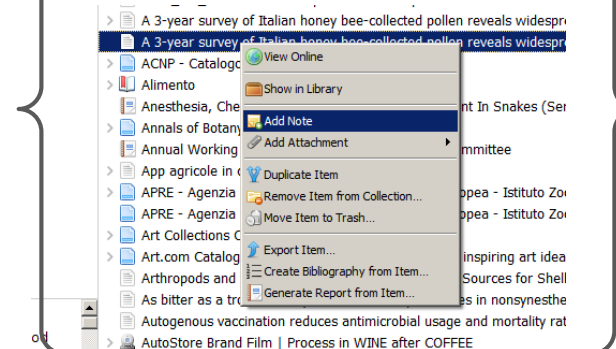 A 3-year survey of Italian honey bee-collected pollen reveals widespre
A 3-year survey of Italian honey bee-collected pollen reveals widespre
View Online
ACNP - Catalogo
Show in Library
Alimento
Anesthesia, Che nt In Snakes (Ser
Add Note
Annals of Botany
Add Attachment
Annual Working mmittee
App agricole in
Duplicate Item
APRE - Agenzia opea - Istituto Zoo
Remove Item from Collection...
APRE - Agenzia opea - Istituto Zoo
Move Item to Trash...
Art Collections
Export Item...
Art.com Catalog inspiring art idea
Create Bibliography from Item...
Arthropods and Sources for Shell
Generate Report from Item...
As bitter as a tro es in nonsynesthe
Autogenous vaccination reduces antimicrobial usage and mortality rat
od
AutoStore Brand Film | Process in WINE after COFFEE